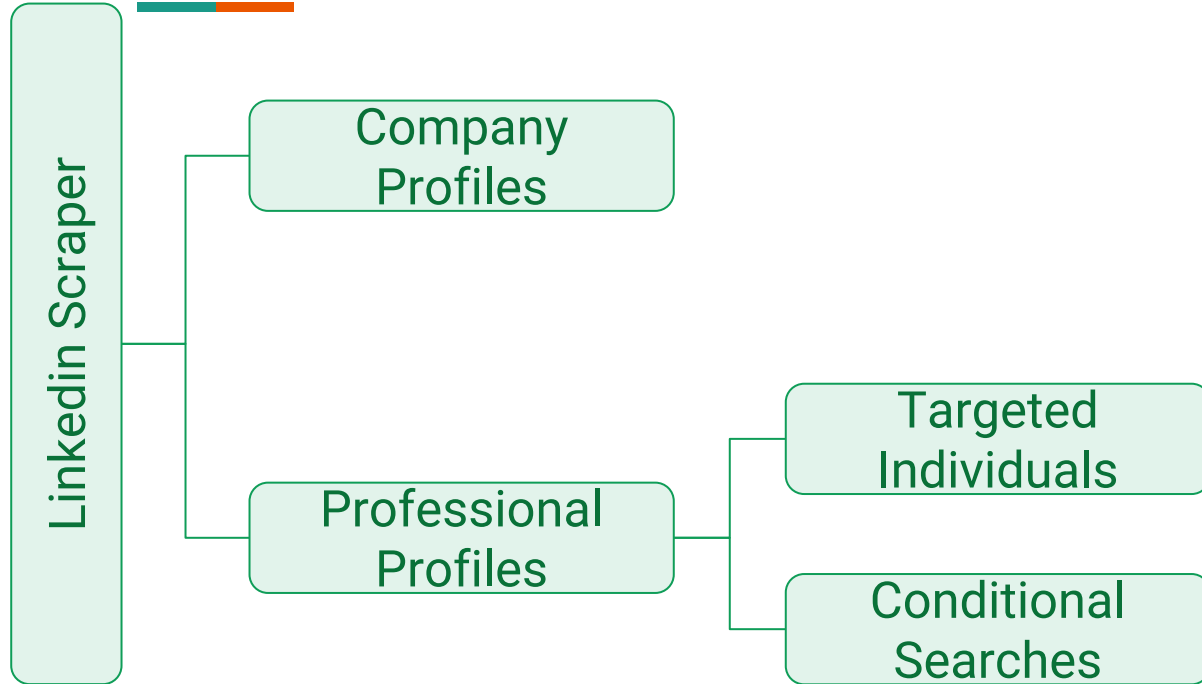 Linkedin Scraper
Company
Profiles
Professional
Profiles
Targeted
Individuals
Conditional
Searches